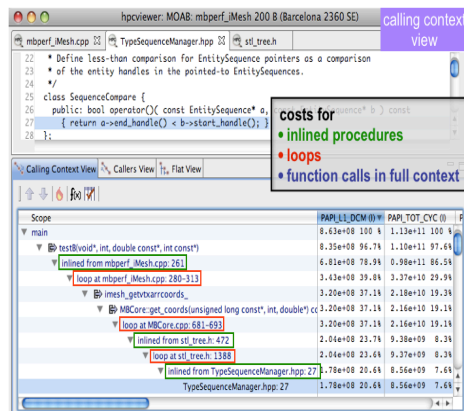 hpcviewer: MOAB: mbperf_iMesh 200 B (Barcelona 2360 SE)
calling context
view
mbperf_iMesh.cpp TypeSequenceManager.hpp stl_tree.h
22 * Define less-than comparison for EntitySequence pointers as a comparison
23 * of the entity handles in the pointed-to EntitySequences.
24 */
25 class SequenceCompare {
26 public: bool operator()( const EntitySequence* a, const EntitySequence* b ) const
27 { return a->end_handle() < b->start_handle(); }
28 };
costs for
• inlined procedures
• loops
• function calls in full context
Calling Context View Callers View Flat View
f(x)
Scope PAPI_L1_DCM (I) PAPI_TOT_CYC (I) P
main 8.63e+08 100 % 1.13e+11 100 %
testB(void*, int, double const*, int const*) 8.35e+08 96.7% 1.10e+11 97.6%
inlined from mbperf_iMesh.cpp: 261 6.81e+08 78.9% 0.98e+11 86.5%
loop at mbperf_iMesh.cpp: 280-313 3.43e+08 39.8% 3.37e+10 29.9%
imesh_getvtxarrcoords_ 3.20e+08 37.1% 2.18e+10 19.3%
MBCore::get_coords(unsigned long const*, int, double*) cc 3.20e+08 37.1% 2.16e+10 19.1%
loop at MBCore.cpp: 681-693 3.20e+08 37.1% 2.16e+10 19.1%
inlined from stl_tree.h: 472 2.04e+08 23.7% 9.38e+09 8.3%
loop at stl_tree.h: 1388 2.04e+08 23.6% 9.37e+09 8.3%
inlined from TypeSequenceManager.hpp: 27 1.78e+08 20.6% 8.56e+09 7.6%
TypeSequenceManager.hpp: 27 1.78e+08 20.6% 8.56e+09 7.6%